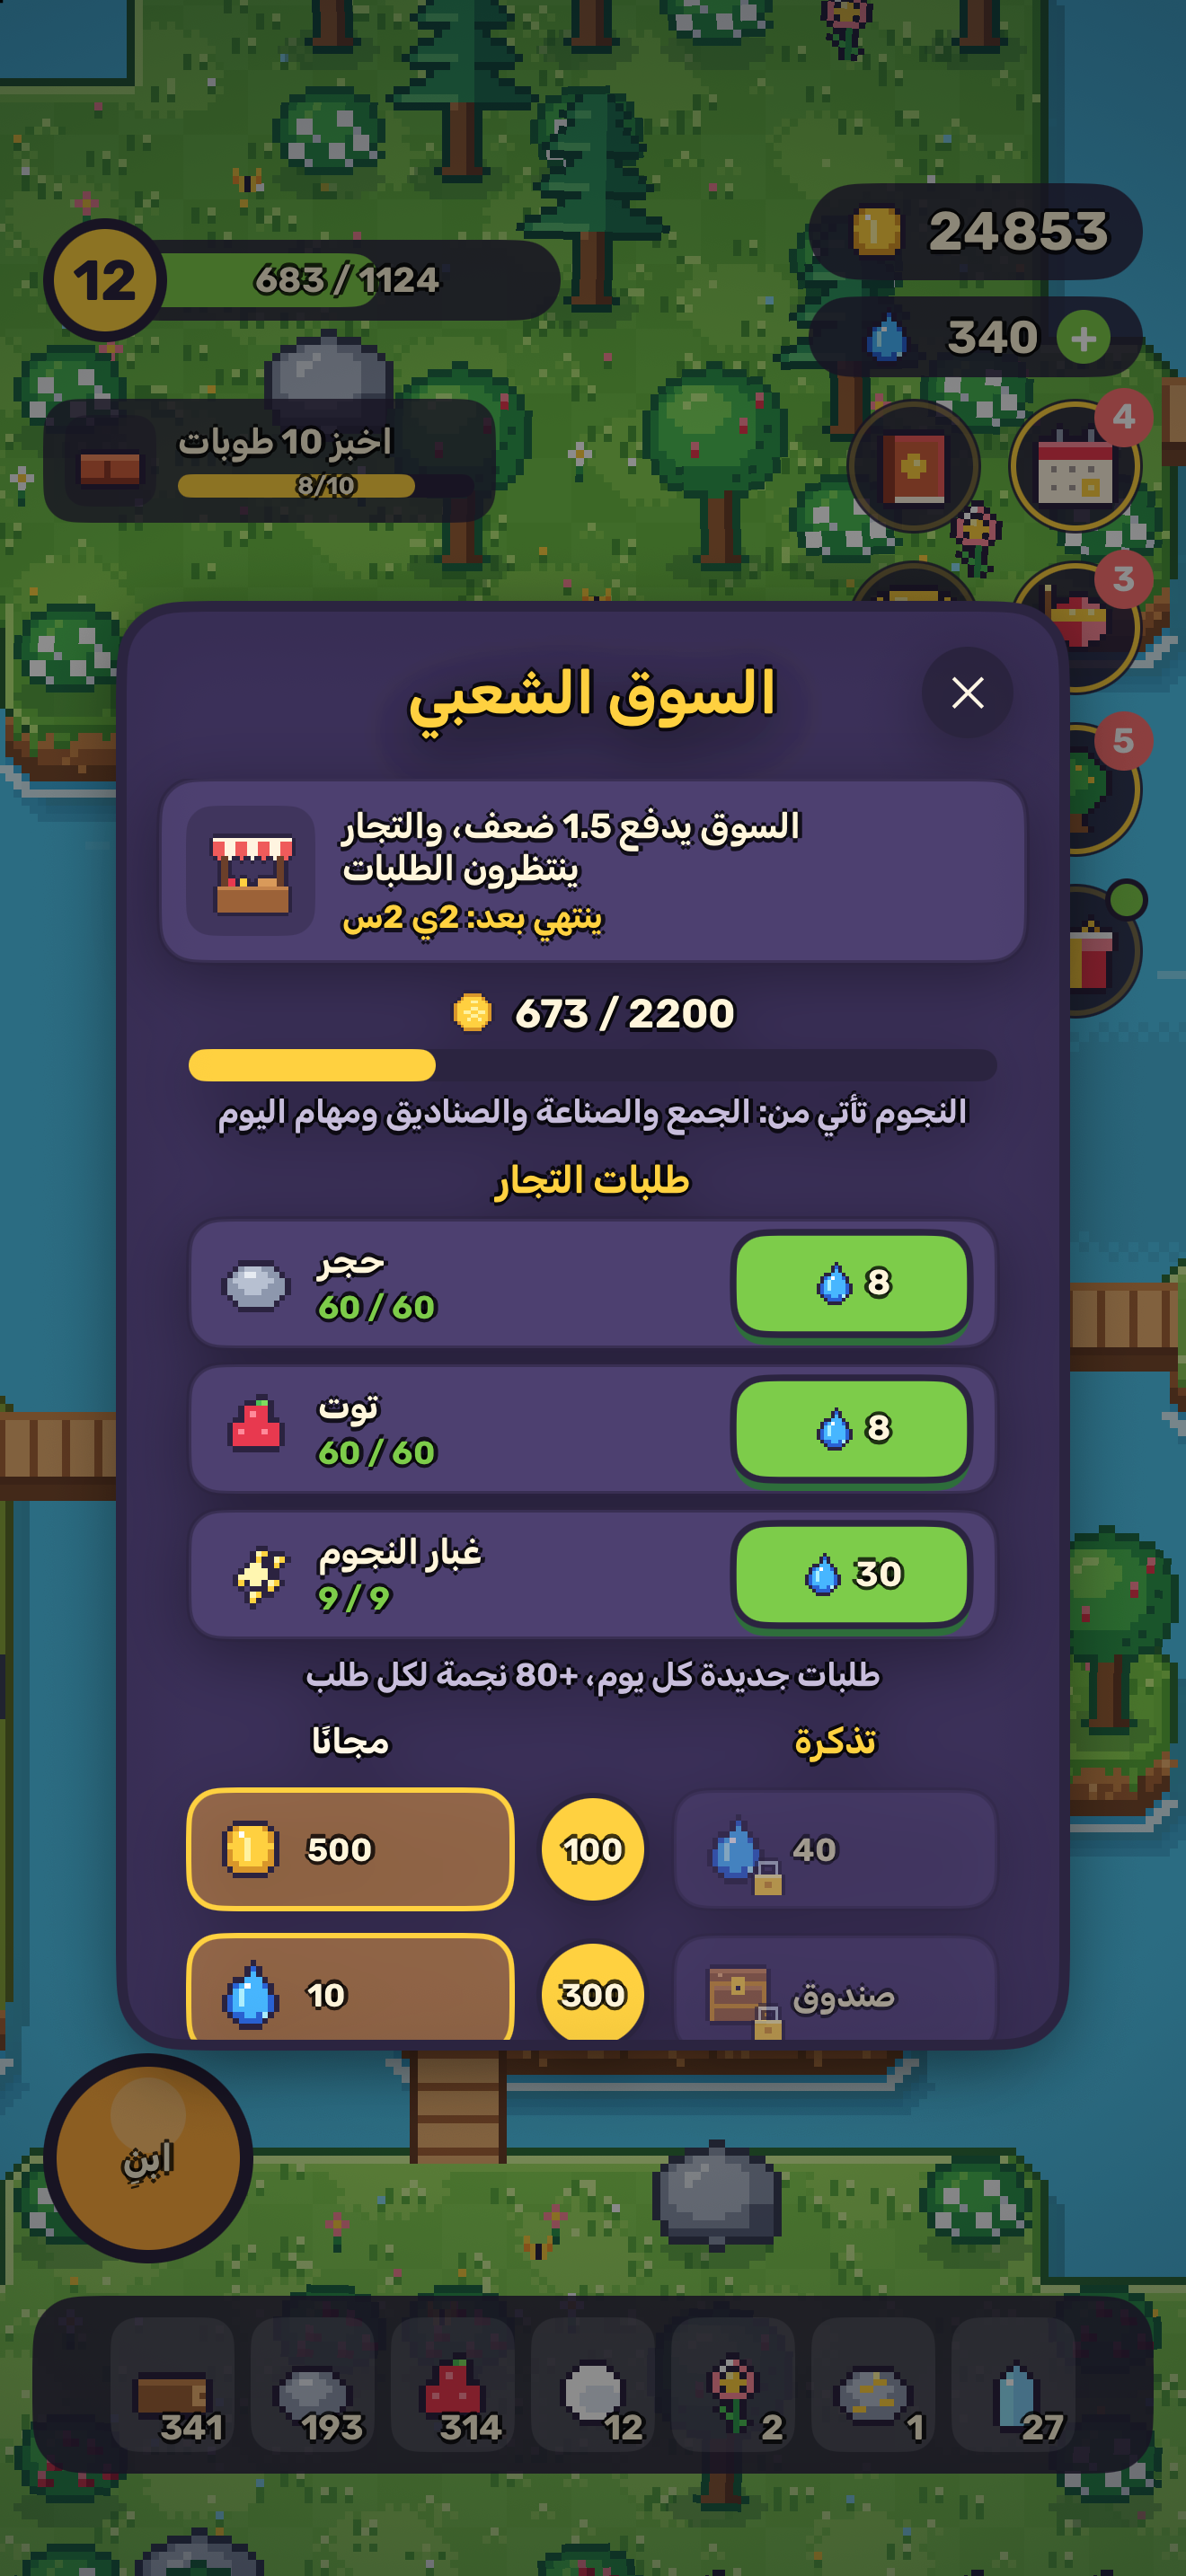 24853
12
683 / 1124
340
+
اخبز 10 طوبات
8/10
4
3
5
السوق الشعبي
السوق يدفع 1.5 ضعف، والتجار
ينتظرون الطلبات
ينتهي بعد: 2ي 2س
673 / 2200
النجوم تأتي من: الجمع والصناعة والصناديق ومهام اليوم
طلبات التجار
حجر
60 / 60
8
توت
60 / 60
8
غبار النجوم
9 / 9
30
طلبات جديدة كل يوم، +80 نجمة لكل طلب
مجانًا
تذكرة
500
100
40
10
300
صندوق
ابنِ
341
193
314
12
2
1
27